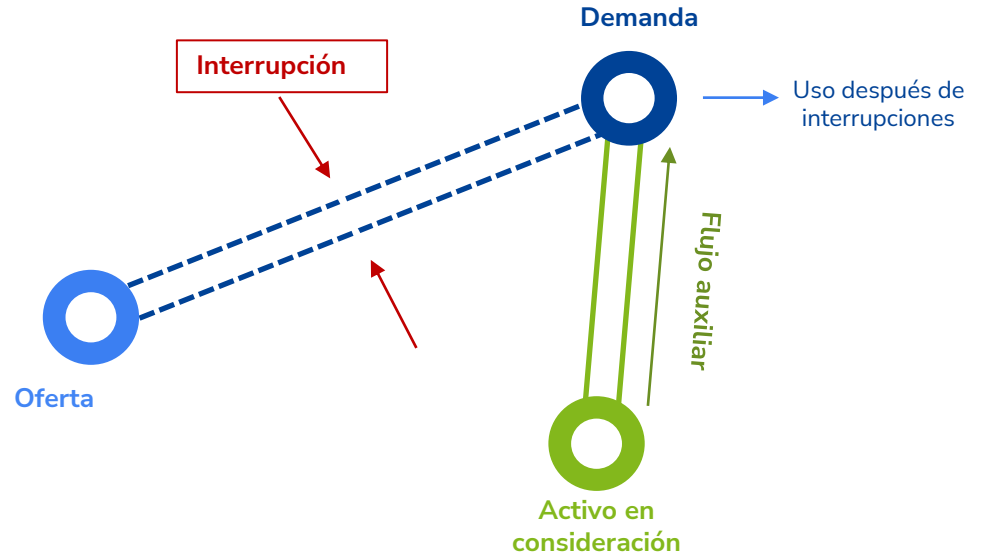 Demanda
Interrupción
Uso después de
interrupciones
Flujo auxiliar
Oferta
Activo en
consideración